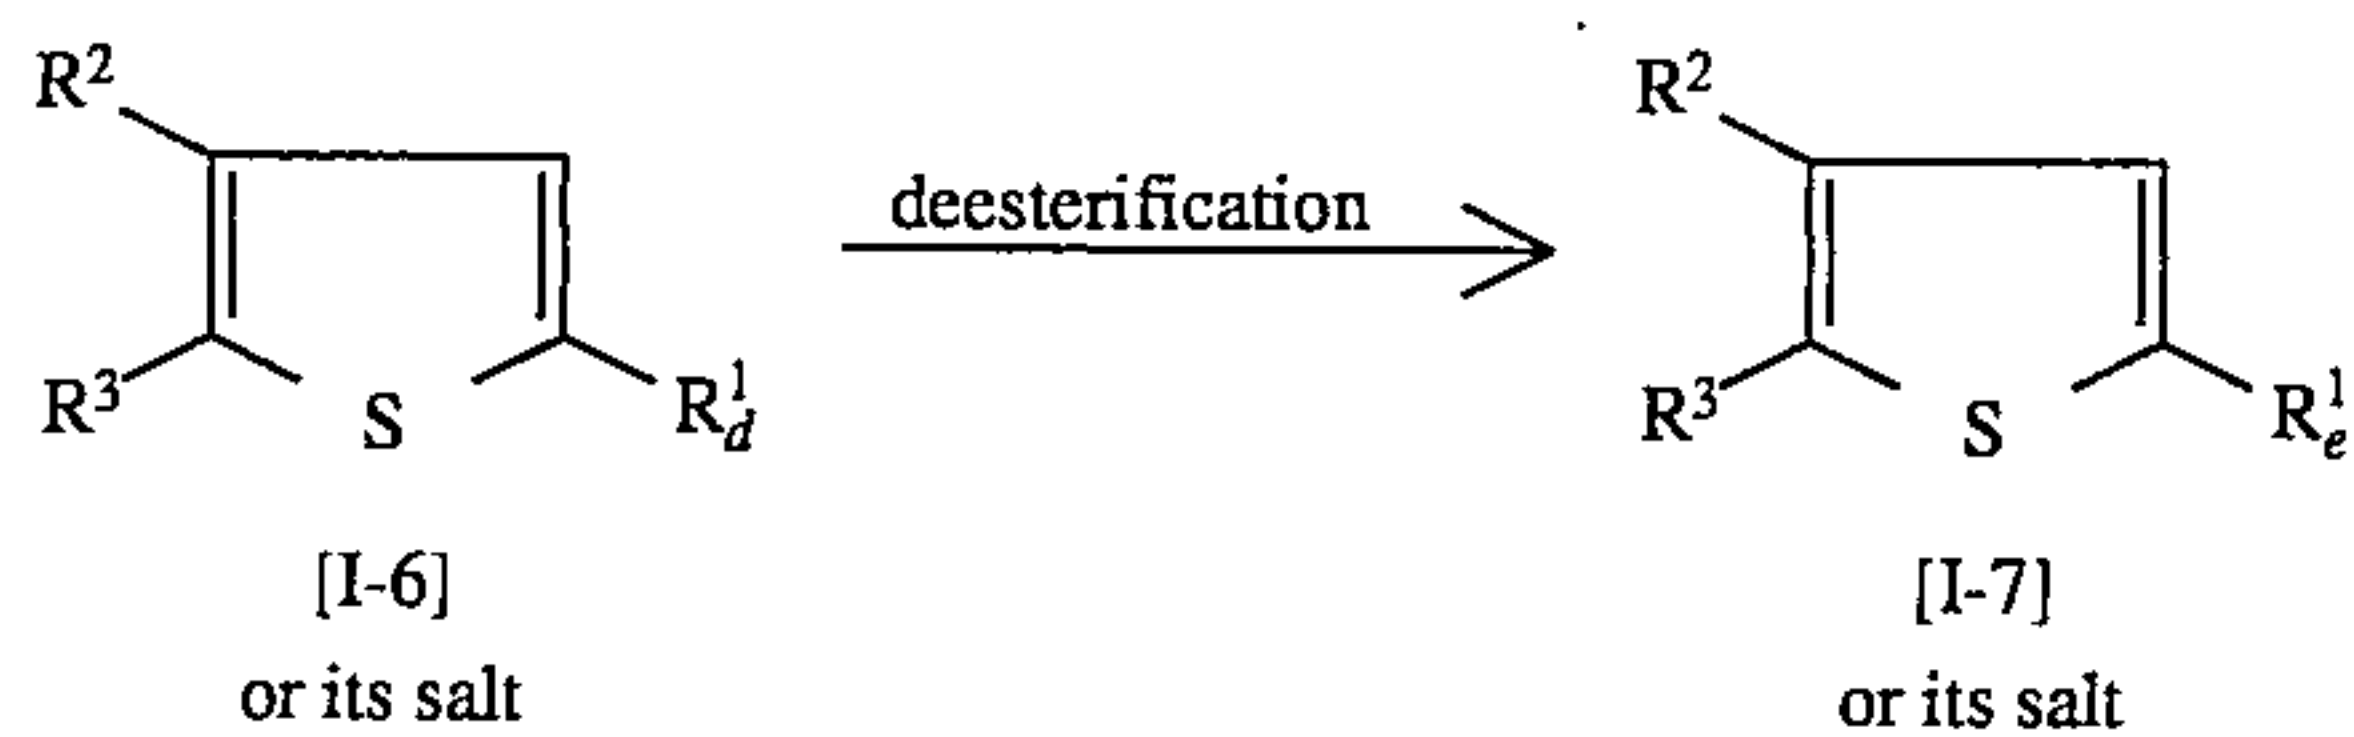 R² R²
deesterification
R³ S R¹d R³ S R¹e
[I-6] [I-7]
or its salt or its salt